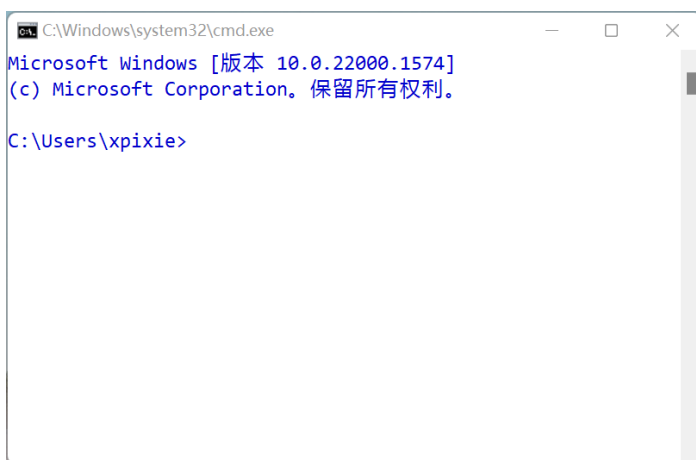 C:\Windows\system32\cmd.exe
Microsoft Windows [版本 10.0.22000.1574]
(c) Microsoft Corporation。保留所有权利。
C:\Users\xpixie>